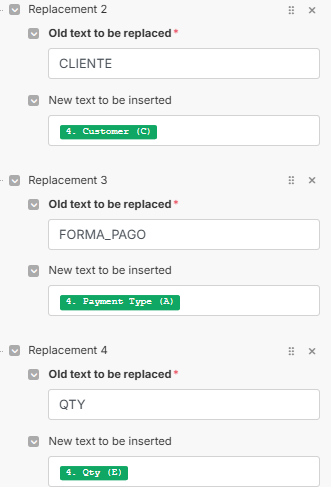 Replacement 2
Old text to be replaced*
CLIENTE
New text to be inserted
4. Customer (C)
Replacement 3
Old text to be replaced*
FORMA_PAGO
New text to be inserted
4. Payment Type (A)
Replacement 4
Old text to be replaced*
QTY
New text to be inserted
4. Qty (E)